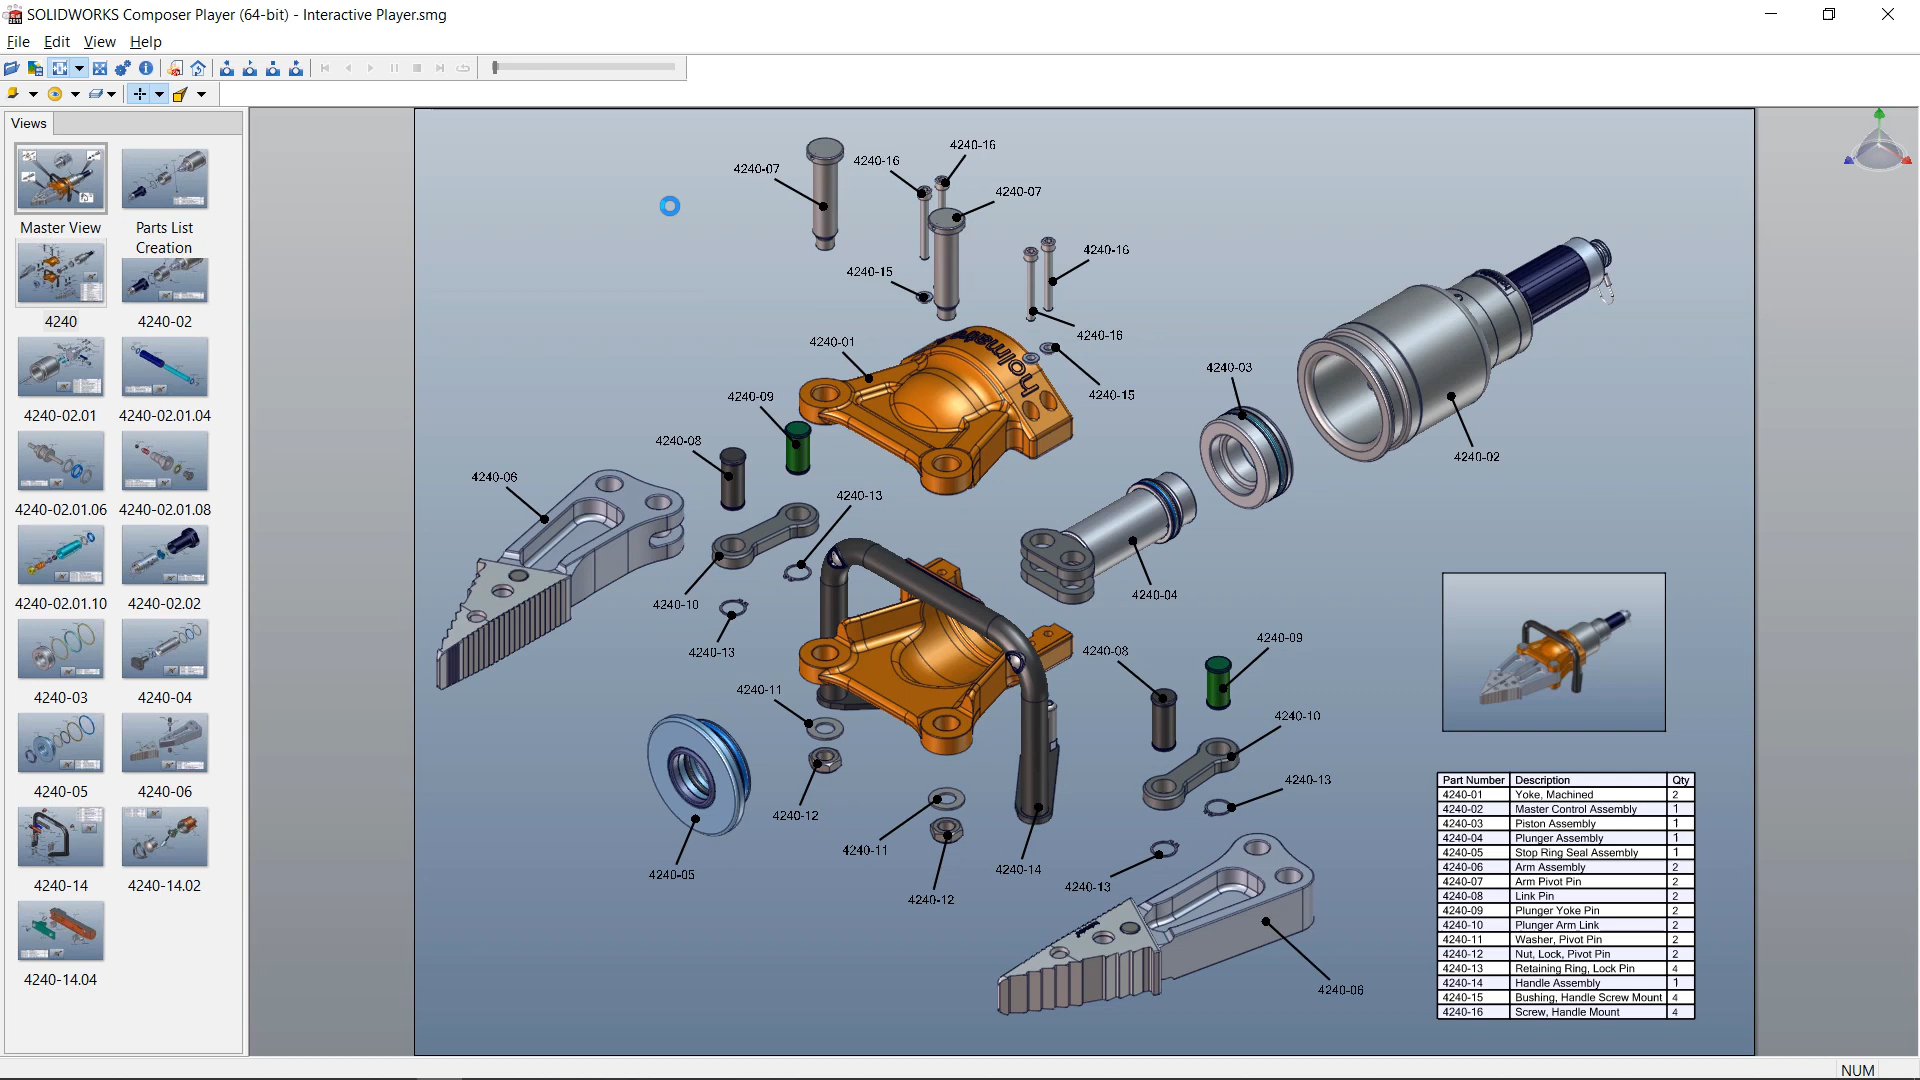 SOLIDWORKS Composer Player (64-bit) - Interactive Player.smg
File Edit View Help
Views
Master View
Parts List Creation
4240
4240-02
4240-02.01
4240-02.01.04
4240-02.01.06
4240-02.01.08
4240-02.01.10
4240-02.02
4240-03
4240-04
4240-05
4240-06
4240-14
4240-14.02
4240-14.04
4240-16
4240-16
4240-07
4240-07
4240-16
4240-15
4240-16
4240-01
4240-03
4240-15
4240-09
4240-08
4240-02
4240-06
4240-13
4240-10
4240-04
4240-13
4240-09
4240-08
4240-11
4240-10
4240-13
4240-12
4240-11
4240-14
4240-05
4240-13
4240-12
4240-06
holmatro
Part Number Description Qty
4240-01 Yoke, Machined 2
4240-02 Master Control Assembly 1
4240-03 Piston Assembly 1
4240-04 Plunger Assembly 1
4240-05 Stop Ring Seal Assembly 1
4240-06 Arm Assembly 2
4240-07 Arm Pivot Pin 2
4240-08 Link Pin 2
4240-09 Plunger Yoke Pin 2
4240-10 Plunger Arm Link 2
4240-11 Washer, Pivot Pin 2
4240-12 Nut, Lock, Pivot Pin 2
4240-13 Retaining Ring, Lock Pin 4
4240-14 Handle Assembly 1
4240-15 Bushing, Handle Screw Mount 4
4240-16 Screw, Handle Mount 4
NUM